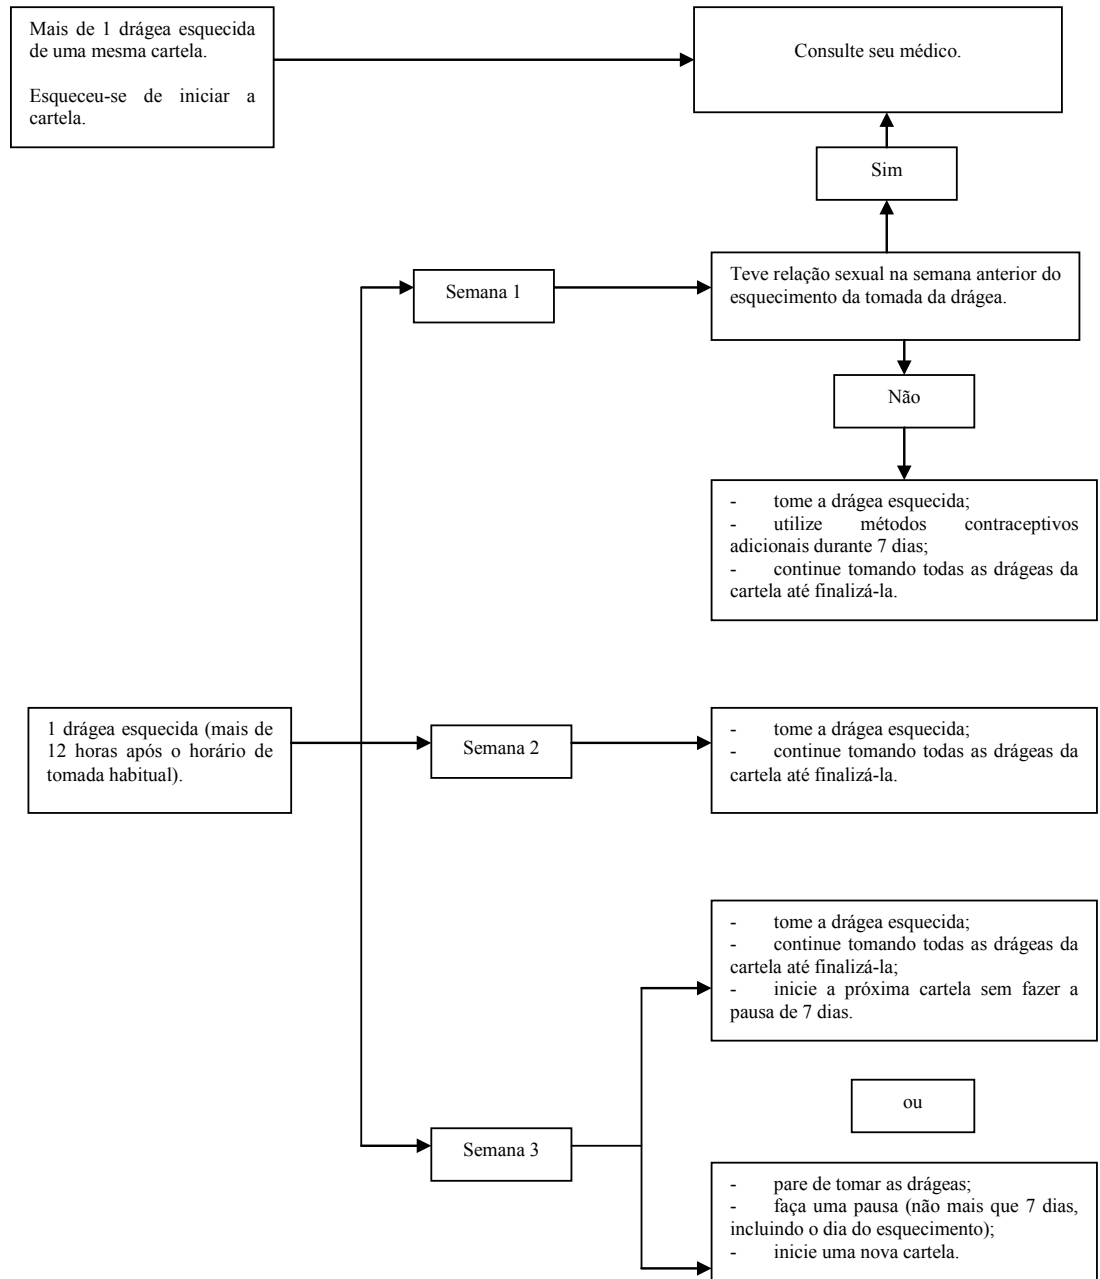 Mais de 1 drágea esquecida
de uma mesma cartela.
Esqueceu-se de iniciar a
cartela.
Consulte seu médico.
Sim
Semana 1
Teve relação sexual na semana anterior do
esquecimento da tomada da drágea.
Não
- tome a drágea esquecida;
- utilize métodos contraceptivos
adicionais durante 7 dias;
- continue tomando todas as drágeas da
cartela até finalizá-la.
1 drágea esquecida (mais de
12 horas após o horário de
tomada habitual).
Semana 2
- tome a drágea esquecida;
- continue tomando todas as drágeas da
cartela até finalizá-la.
Semana 3
- tome a drágea esquecida;
- continue tomando todas as drágeas da
cartela até finalizá-la;
- inicie a próxima cartela sem fazer a
pausa de 7 dias.
ou
- pare de tomar as drágeas;
- faça uma pausa (não mais que 7 dias,
incluindo o dia do esquecimento);
- inicie uma nova cartela.